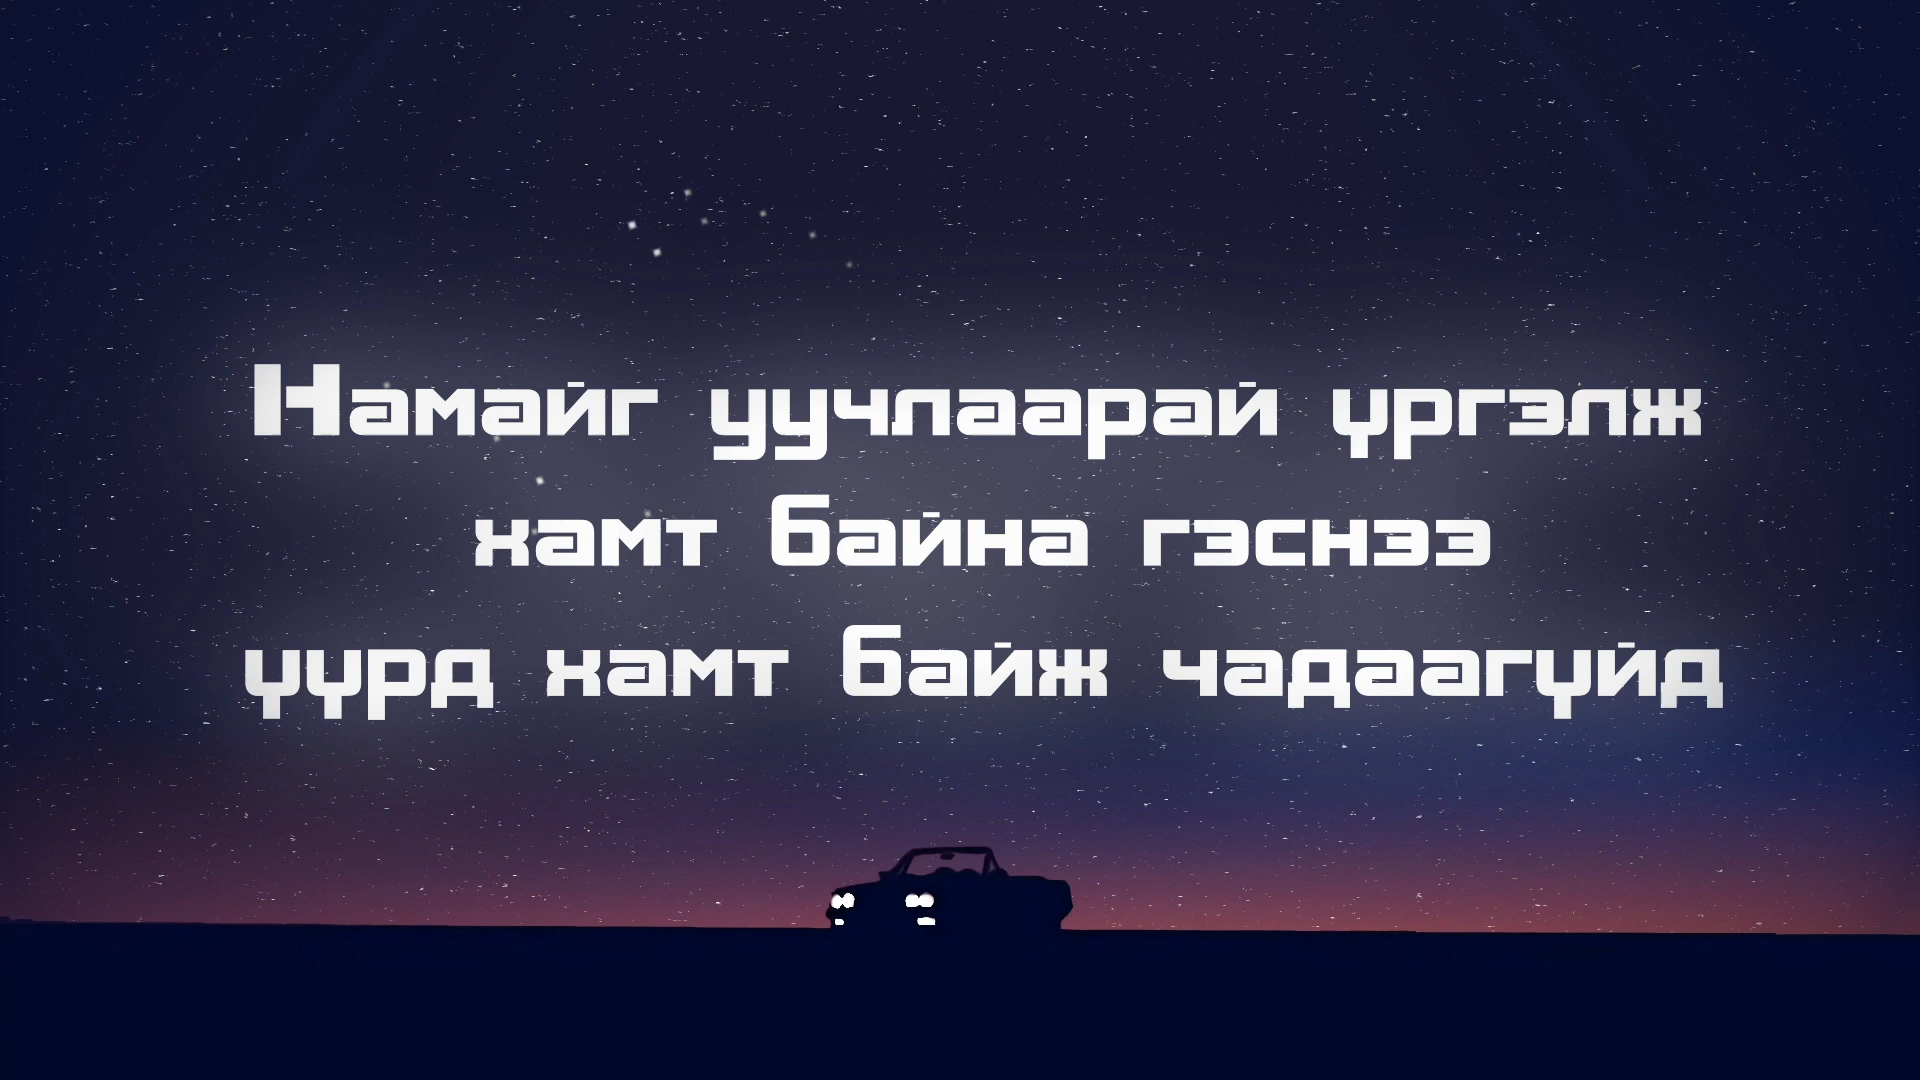 Намайг уучлаарай үргэлж
хамт байна гэснээ
үүрд хамт байж чадаагүйд